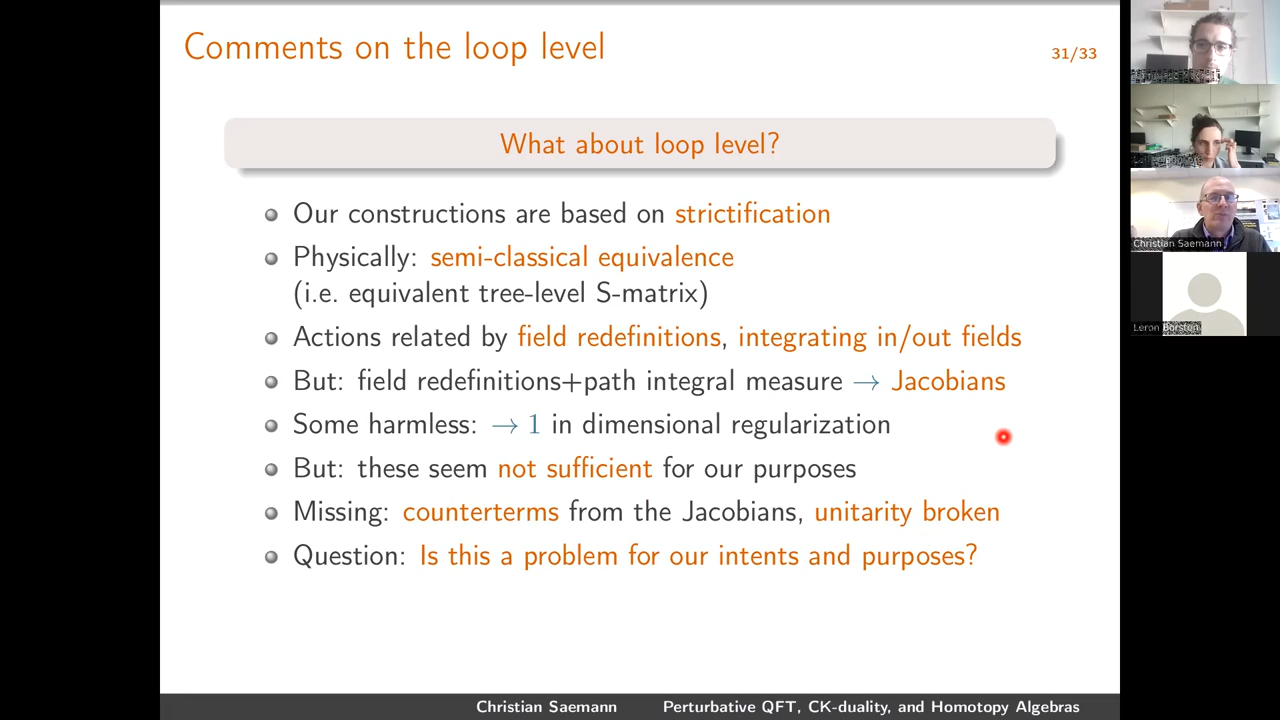 Comments on the loop level
31/33
What about loop level?
Our constructions are based on strictification
Physically: semi-classical equivalence
(i.e. equivalent tree-level S-matrix)
Actions related by field redefinitions, integrating in/out fields
But: field redefinitions+path integral measure → Jacobians
Some harmless: → 1 in dimensional regularization
But: these seem not sufficient for our purposes
Missing: counterterms from the Jacobians, unitarity broken
Question: Is this a problem for our intents and purposes?
Christian Saemann Perturbative QFT, CK-duality, and Homotopy Algebras
Christian Saemann
Leron Borsten